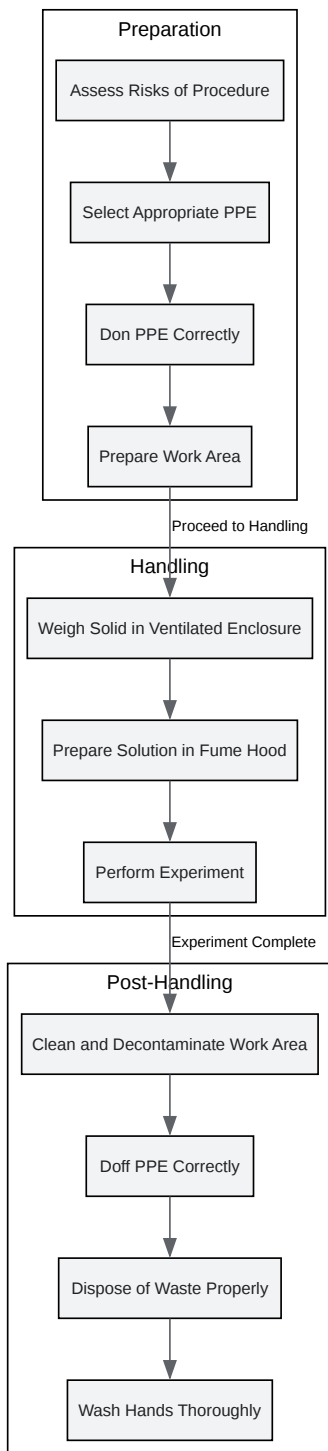 Preparation
Assess Risks of Procedure
Select Appropriate PPE
Don PPE Correctly
Prepare Work Area
Proceed to Handling
Handling
Weigh Solid in Ventilated Enclosure
Prepare Solution in Fume Hood
Perform Experiment
Experiment Complete
Post-Handling
Clean and Decontaminate Work Area
Doff PPE Correctly
Dispose of Waste Properly
Wash Hands Thoroughly